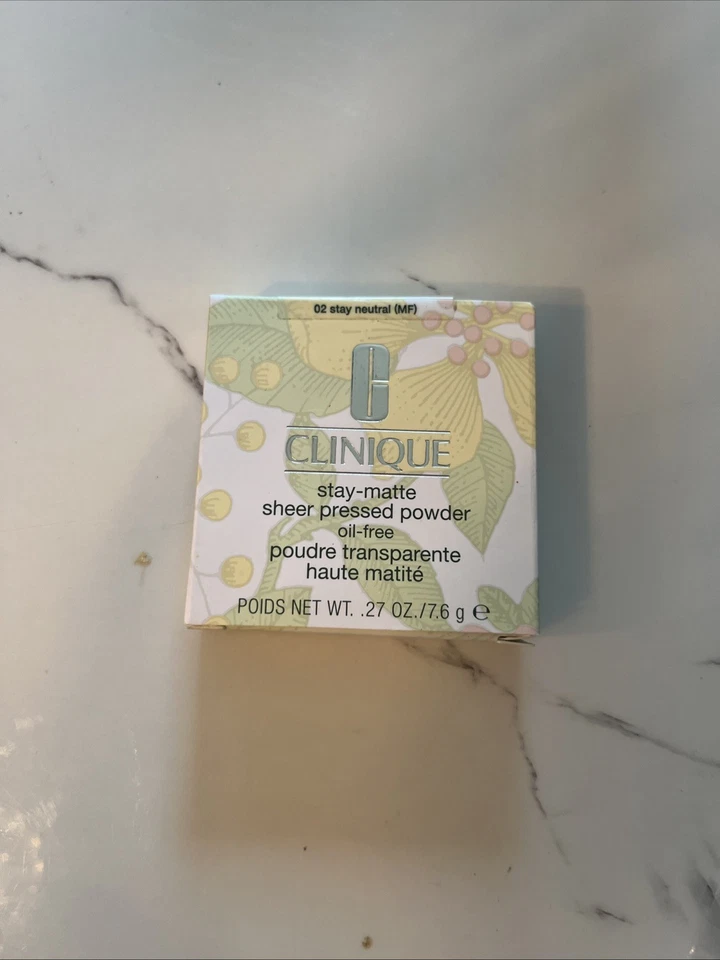 02 stay neutral (MF)
CLINIQUE
stay-matte
sheer pressed powder
oil-free
poudre transparente
haute matité
POIDS NET WT. .27 OZ./7.6 g ℮